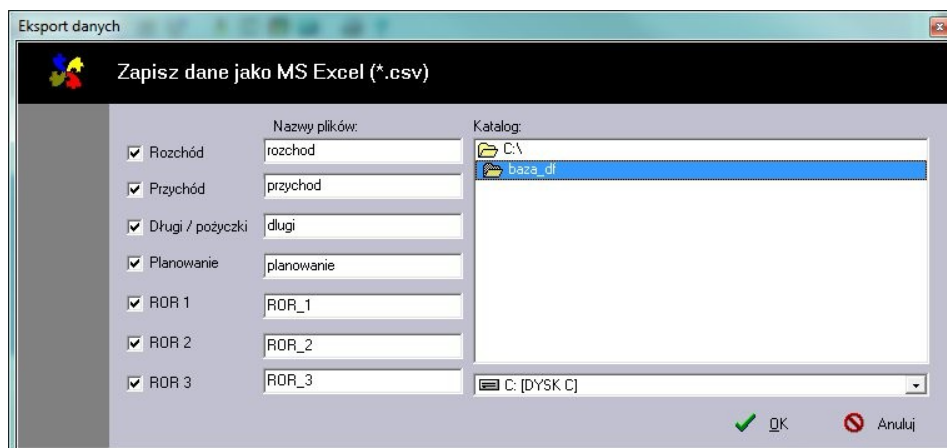 Eksport danych
Zapisz dane jako MS Excel (*.csv)
Nazwy plików:
Katalog:
Rozchód
rozchod
Przychód
przychod
Długi / pożyczki
dlugi
Planowanie
planowanie
ROR 1
ROR_1
ROR 2
ROR_2
ROR 3
ROR_3
C:\
baza_df
C: [DYSK C]
OK
Anuluj